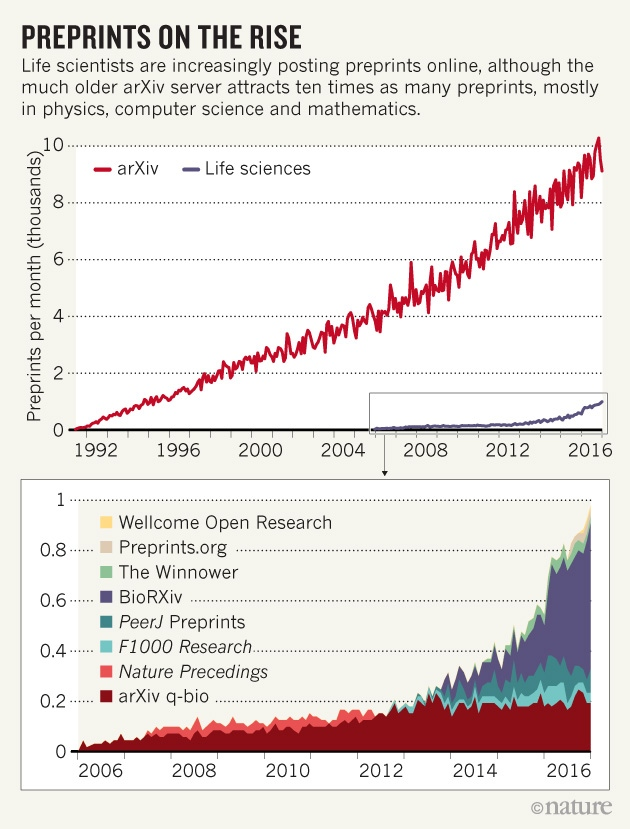 PREPRINTS ON THE RISE
Life scientists are increasingly posting preprints online, although the
much older arXiv server attracts ten times as many preprints, mostly
in physics, computer science and mathematics.
Preprints per month (thousands)
10
8
6
4
2
0
arXiv
Life sciences
1992
1996
2000
2004
2008
2012
2016
1
0.8
0.6
0.4
0.2
0
Wellcome Open Research
Preprints.org
The Winnower
BioRXiv
PeerJ Preprints
F1000 Research
Nature Precedings
arXiv q-bio
2006
2008
2010
2012
2014
2016
©nature